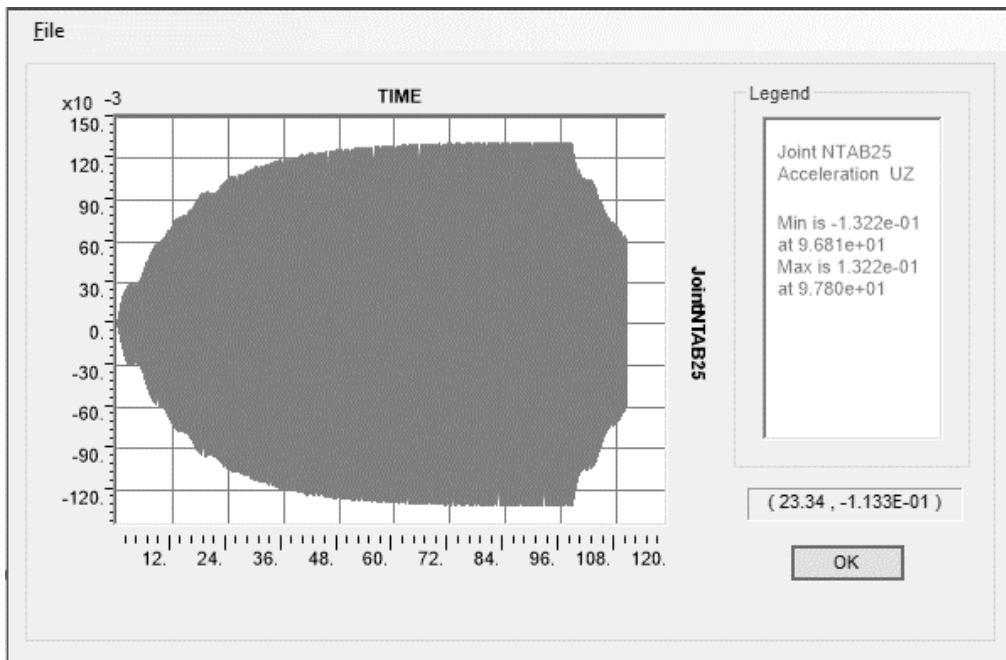 File
x10 -3
TIME
150.
120.
90.
60.
30.
0.
-30.
-60.
-90.
-120.
12. 24. 36. 48. 60. 72. 84. 96. 108. 120.
JointNTAB25
Legend
Joint NTAB25
Acceleration UZ
Min is -1.322e-01
at 9.681e+01
Max is 1.322e-01
at 9.780e+01
( 23.34 , -1.133E-01 )
OK